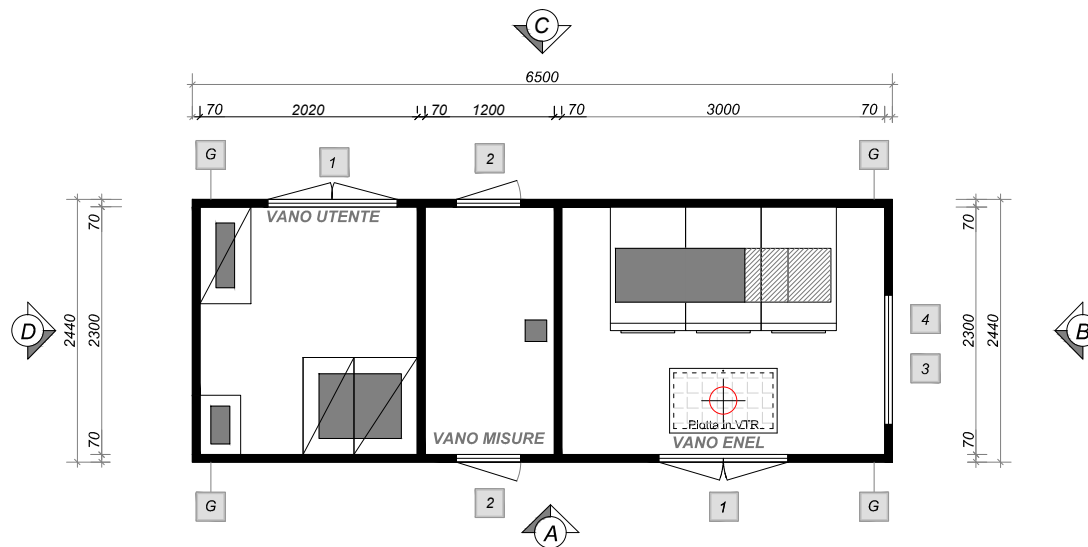 C
6500
70 2020 70 1200 70 3000 70
G 1 2 G
VANO UTENTE
70 70
D 2440 2300 2300 2440 B
4
3
Piotta in VTR
VANO MISURE VANO ENEL
70 70
G 2 1 G
A